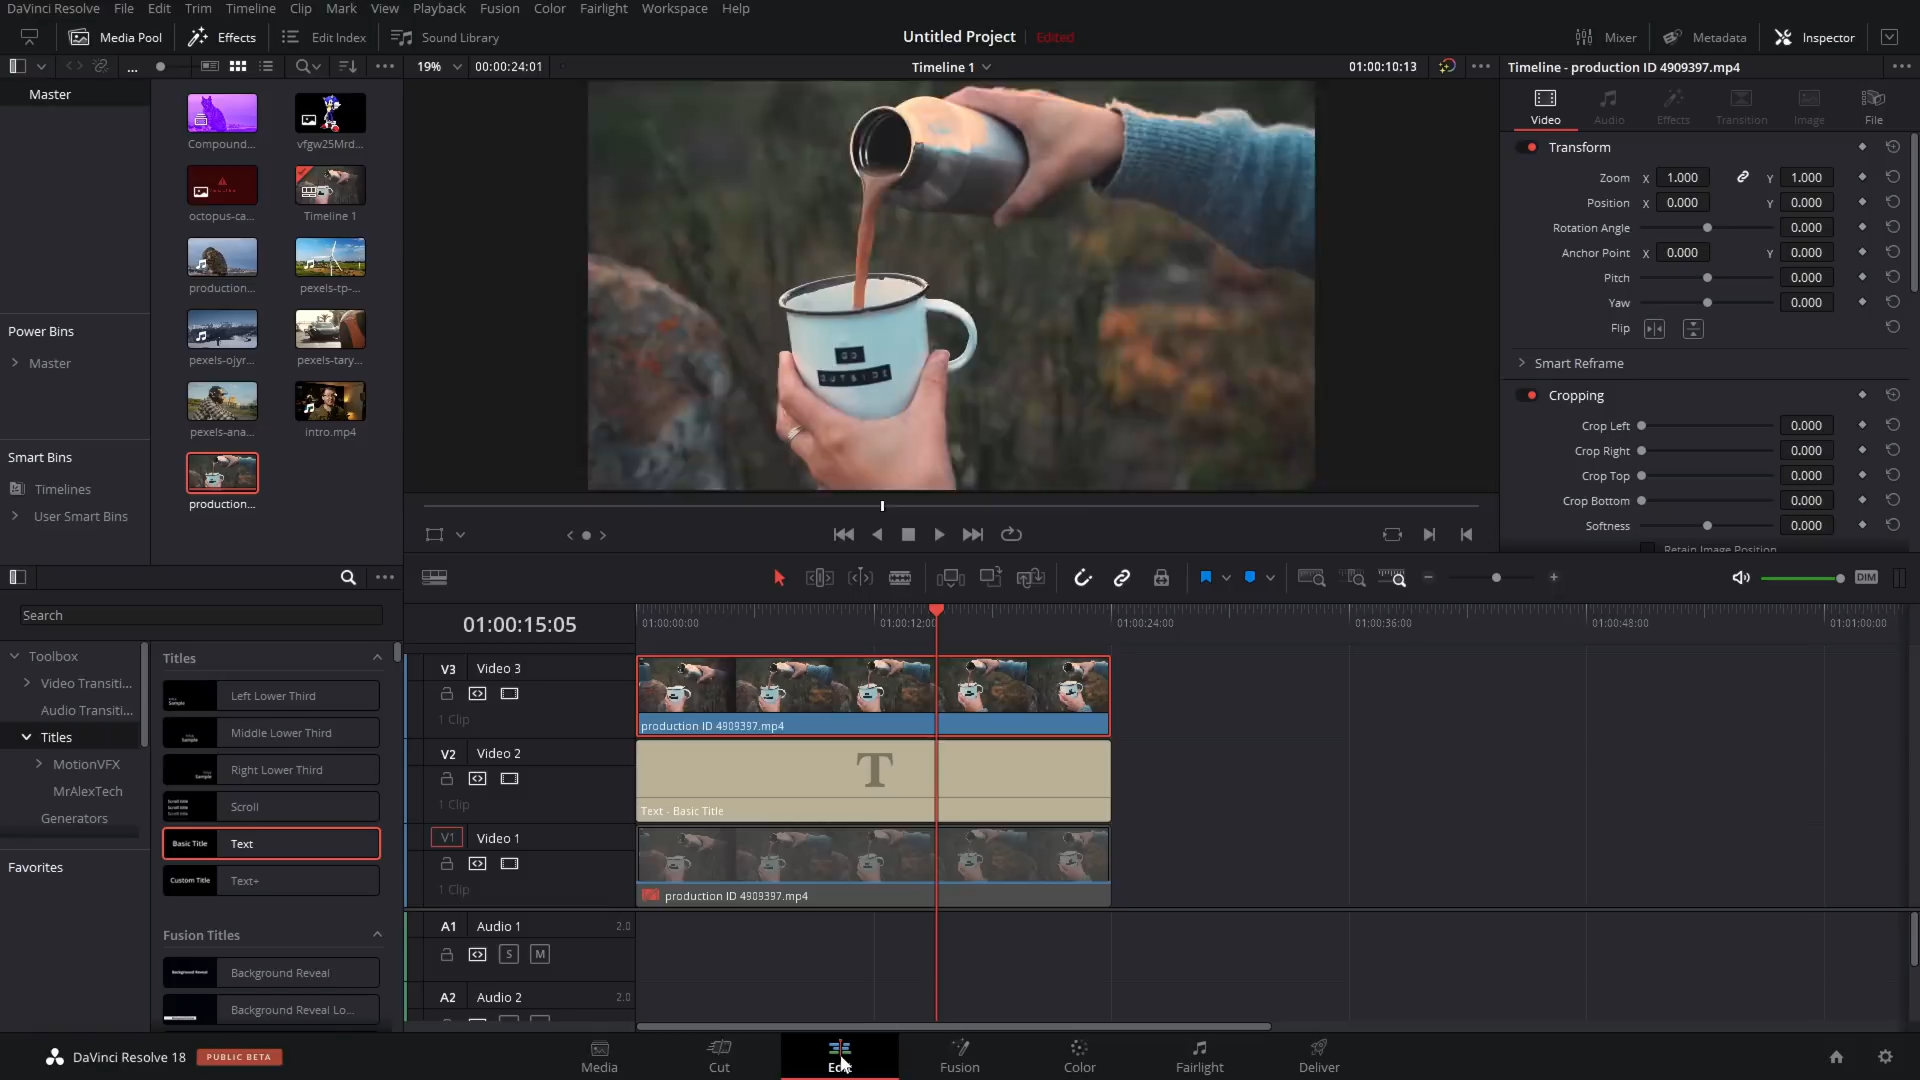 DaVinci Resolve File Edit Trim Timeline Clip Mark View Playback Fusion Color Fairlight Workspace Help
Media Pool Effects Edit Index Sound Library Untitled Project Edited Mixer Metadata Inspector
... 19% 00:00:24:01 Timeline 1 01:00:10:13 Timeline - production ID 4909397.mp4
Master
Compound...
vfgw25Mrd...
octopus-ca...
Timeline 1
production...
pexels-tp-...
pexels-ojyr...
pexels-tary...
pexels-ana...
intro.mp4
production...
Power Bins
Master
Smart Bins
Timelines
User Smart Bins
GO
OUTSIDE
Video Audio Effects Transition Image File
Transform
Zoom X 1.000 Y 1.000
Position X 0.000 Y 0.000
Rotation Angle 0.000
Anchor Point X 0.000 Y 0.000
Pitch 0.000
Yaw 0.000
Flip
Smart Reframe
Cropping
Crop Left 0.000
Crop Right 0.000
Crop Top 0.000
Crop Bottom 0.000
Softness 0.000
Retain Image Position
DIM
Search
Toolbox
Video Transiti...
Audio Transiti...
Titles
MotionVFX
MrAlexTech
Generators
Favorites
Titles
Left Lower Third
Middle Lower Third
Right Lower Third
Scroll
Basic Title Text
Custom Title Text+
Fusion Titles
Background Reveal
Background Reveal Lo...
01:00:15:05
01:00:00:00 01:00:12:00 01:00:24:00 01:00:36:00 01:00:48:00 01:01:00:00
V3 Video 3
1 Clip
production ID 4909397.mp4
V2 Video 2
1 Clip
T
Text - Basic Title
V1 Video 1
1 Clip
production ID 4909397.mp4
A1 Audio 1 2.0
S M
A2 Audio 2 2.0
DaVinci Resolve 18 PUBLIC BETA
Media Cut Edit Fusion Color Fairlight Deliver